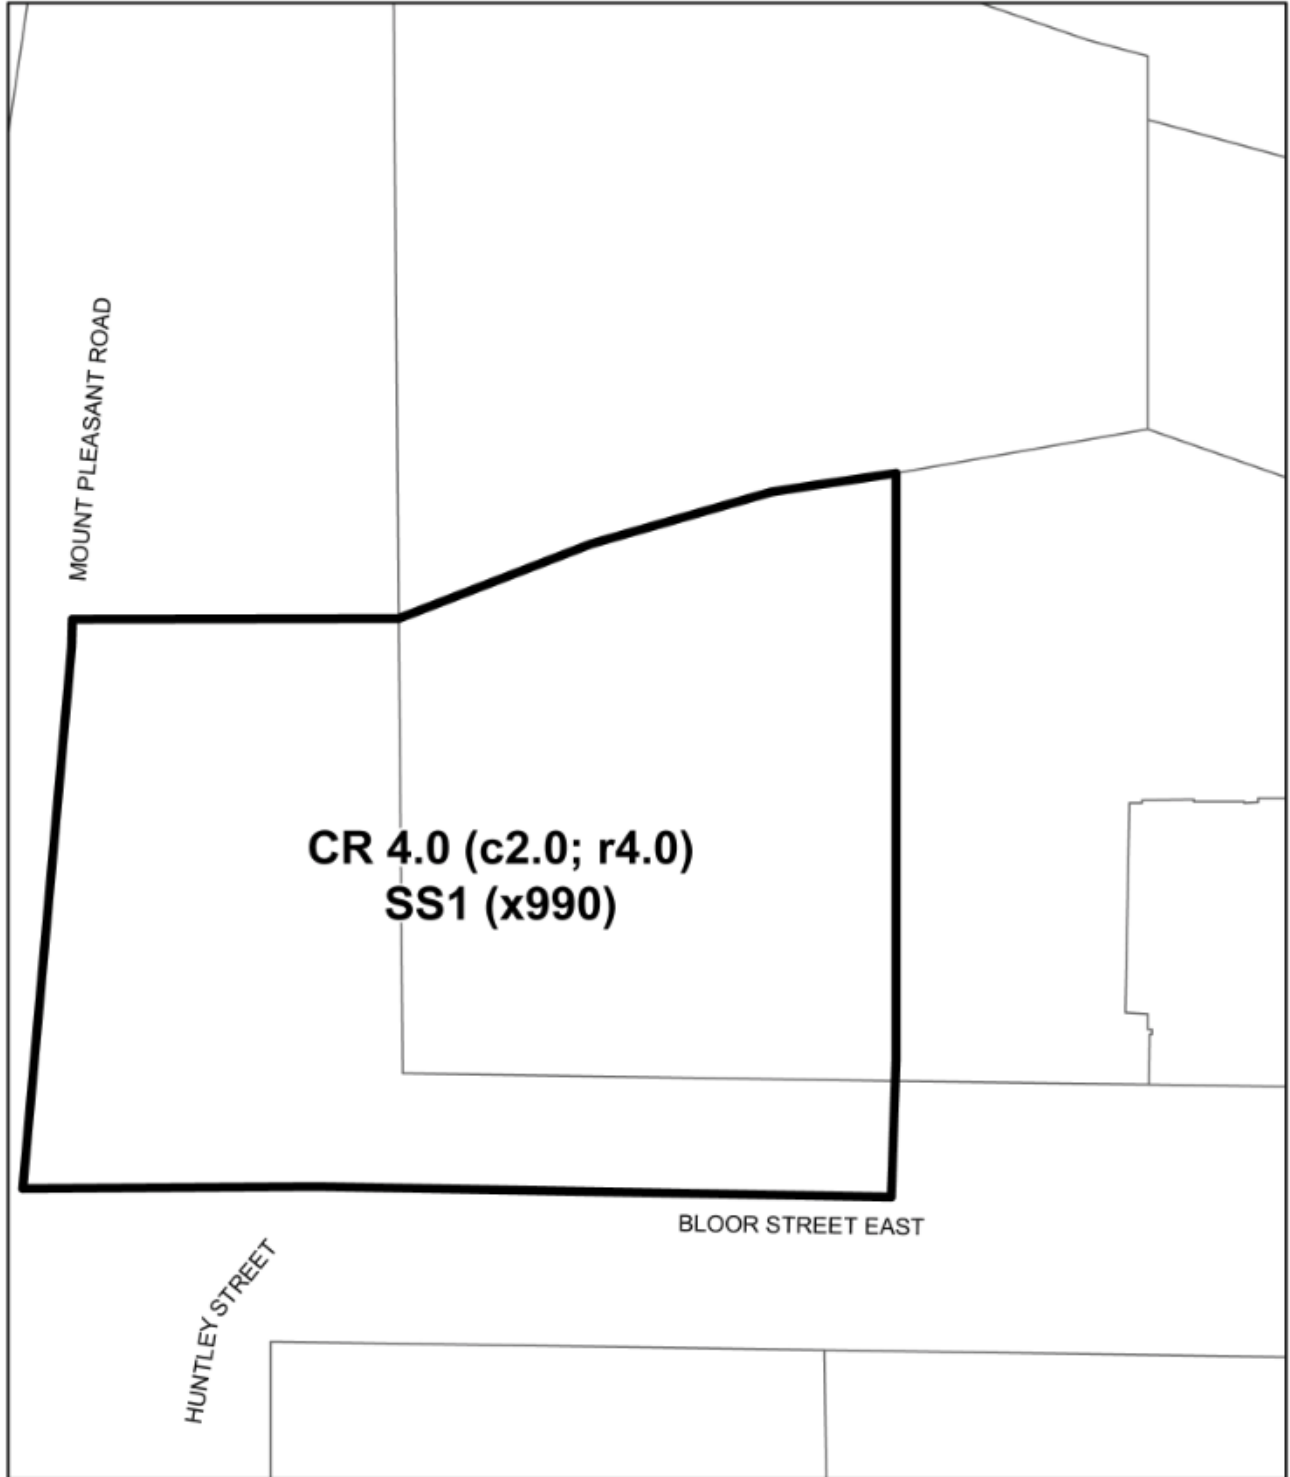 MOUNT PLEASANT ROAD
CR 4.0 (c2.0; r4.0)
SS1 (x990)
BLOOR STREET EAST
HUNTLEY STREET